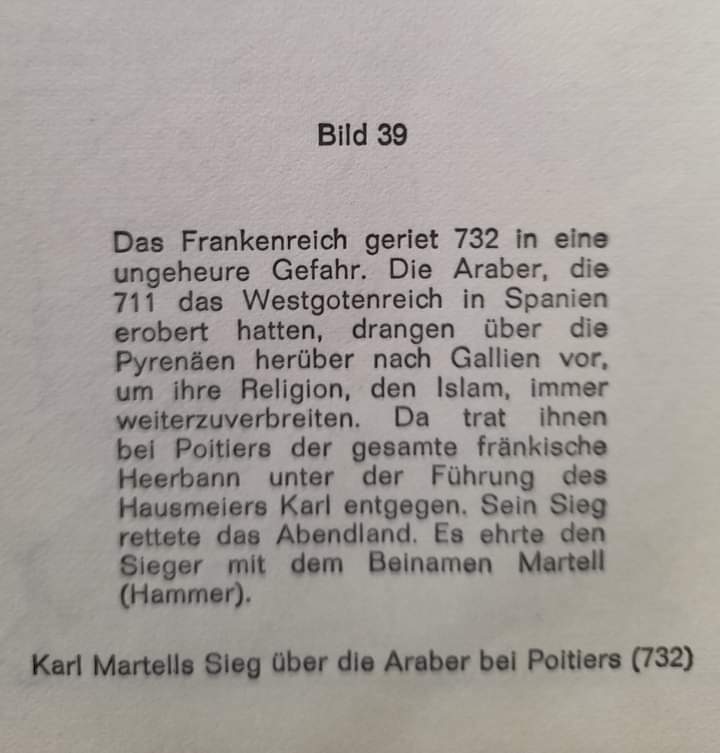 Bild 39
Das Frankenreich geriet 732 in eine
ungeheure Gefahr. Die Araber, die
711 das Westgotenreich in Spanien
erobert hatten, drangen über die
Pyrenäen herüber nach Gallien vor,
um ihre Religion, den Islam, immer
weiterzuverbreiten. Da trat ihnen
bei Poitiers der gesamte fränkische
Heerbann unter der Führung des
Hausmeiers Karl entgegen. Sein Sieg
rettete das Abendland. Es ehrte den
Sieger mit dem Beinamen Martell
(Hammer).
Karl Martells Sieg über die Araber bei Poitiers (732)